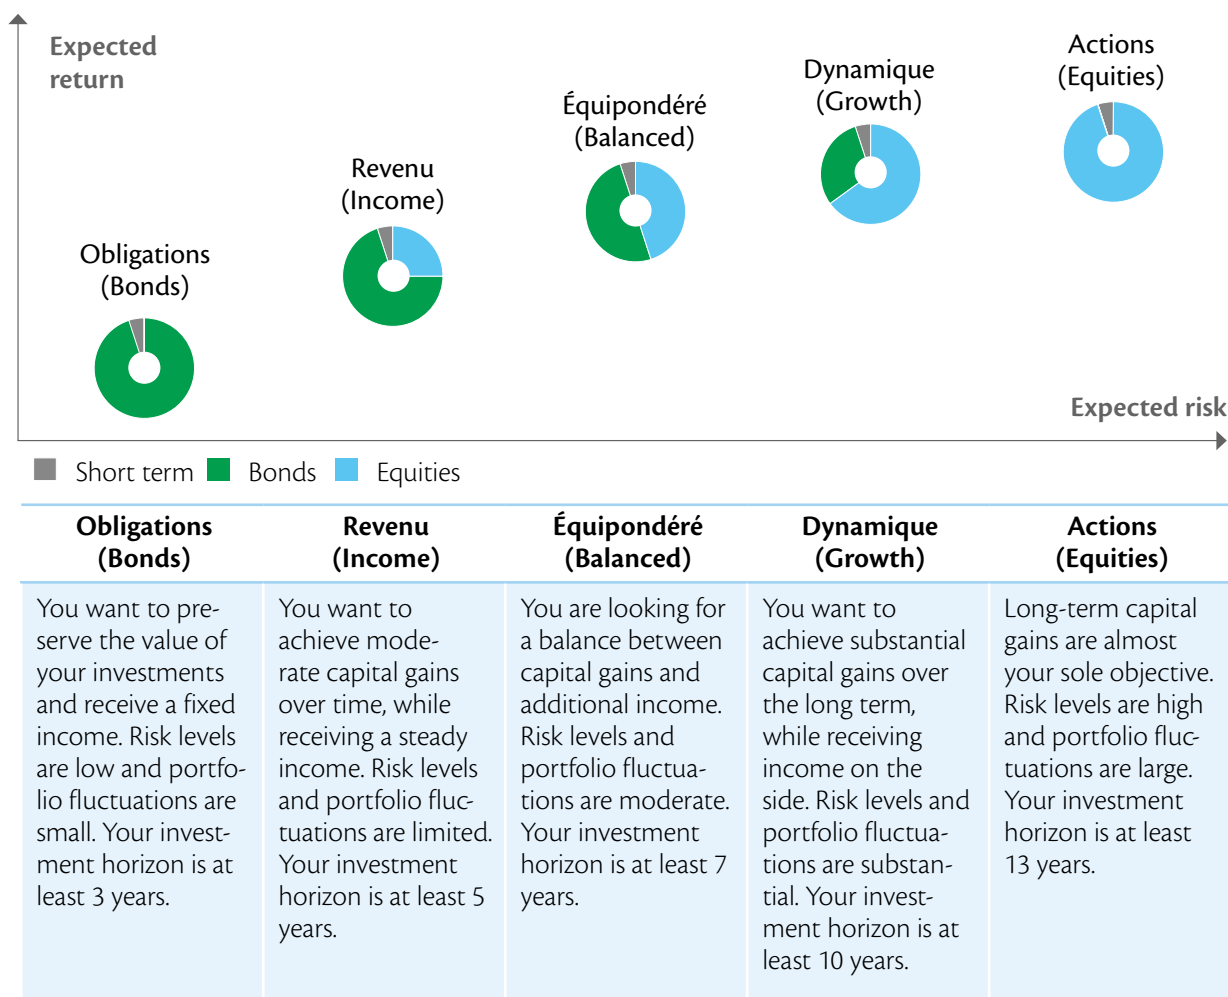 Expected
return
Actions
(Equities)
Dynamique
(Growth)
Équipondéré
(Balanced)
Revenu
(Income)
Obligations
(Bonds)
Expected risk
Short term Bonds Equities
Obligations
(Bonds)
Revenu
(Income)
Équipondéré
(Balanced)
Dynamique
(Growth)
Actions
(Equities)
You want to pre-
serve the value of
your investments
and receive a fixed
income. Risk levels
are low and portfo-
lio fluctuations are
small. Your invest-
ment horizon is at
least 3 years.
You want to
achieve mode-
rate capital gains
over time, while
receiving a steady
income. Risk levels
and portfolio fluc-
tuations are limited.
Your investment
horizon is at least 5
years.
You are looking for
a balance between
capital gains and
additional income.
Risk levels and
portfolio fluctua-
tions are moderate.
Your investment
horizon is at least 7
years.
You want to
achieve substantial
capital gains over
the long term,
while receiving
income on the
side. Risk levels and
portfolio fluctua-
tions are substan-
tial. Your invest-
ment horizon is at
least 10 years.
Long-term capital
gains are almost
your sole objective.
Risk levels are high
and portfolio fluc-
tuations are large.
Your investment
horizon is at least
13 years.